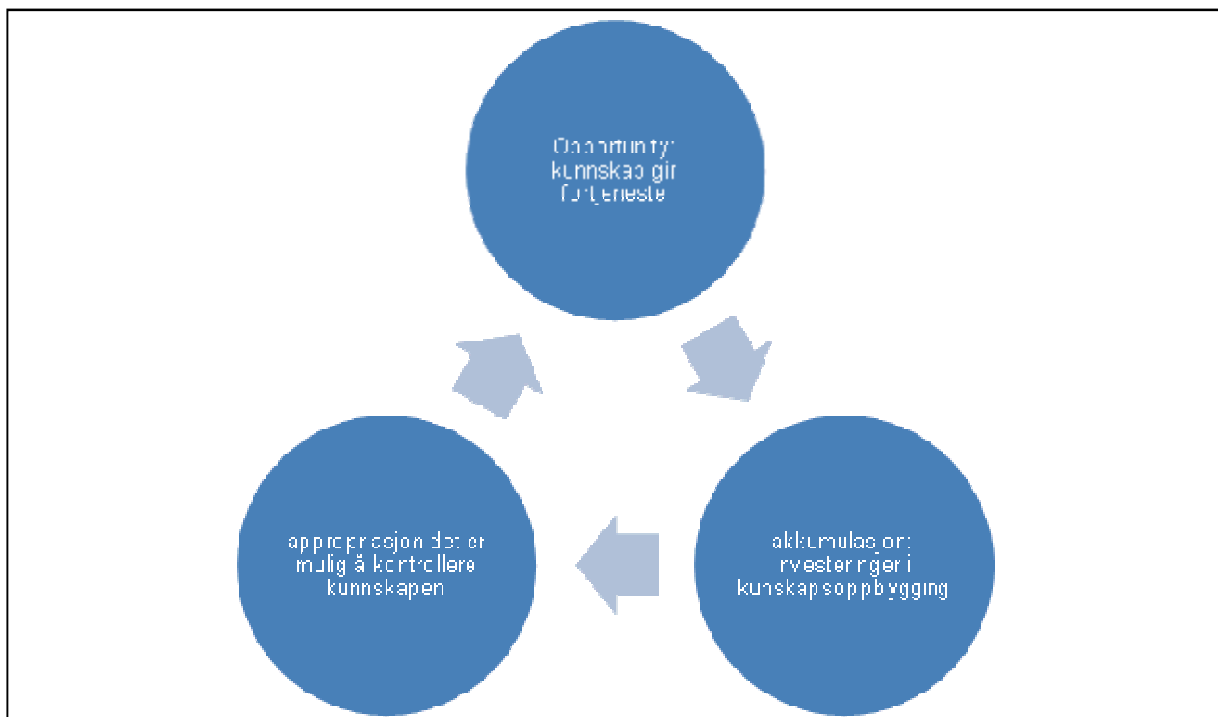 Opportunity:
kunnskap gir
fortjeneste
appropriasjon det er
mulig å kontrollere
kunnskapen
akkumulasjon:
investeringer i
kunskapsoppbygging